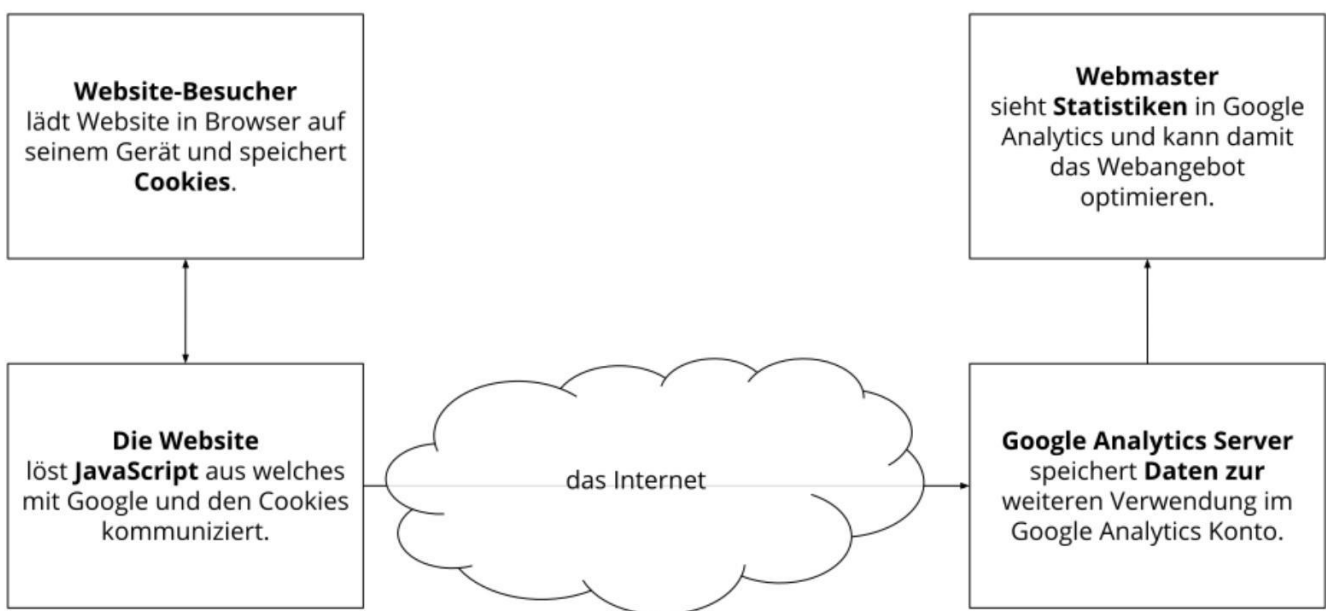 Website-Besucher
lädt Website in Browser auf
seinem Gerät und speichert
Cookies.
Webmaster
sieht Statistiken in Google
Analytics und kann damit
das Webangebot
optimieren.
Die Website
löst JavaScript aus welches
mit Google und den Cookies
kommuniziert.
das Internet
Google Analytics Server
speichert Daten zur
weiteren Verwendung im
Google Analytics Konto.